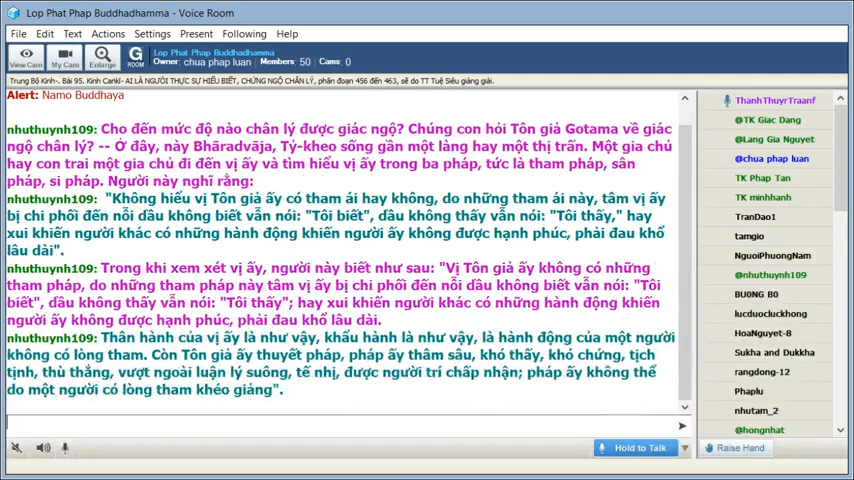 Lop Phat Phap Buddhadhamma - Voice Room
File Edit Text Actions Settings Present Following Help
View Cam My Cam Enlarge G ROOM
Lop Phat Phap Buddhadhamma
Owner: chua phap luan Members: 50 Cams: 0
Trung Bộ Kinh-. Bài 95. Kinh Canki- AI LÀ NGƯỜI THỰC SỰ HIỂU BIẾT, CHỨNG NGỘ CHÂN LÝ, phân đoạn 456 đến 463, sẽ do TT Tuệ Siêu giảng giải.
Alert: Namo Buddhaya
nhuthuynh109: Cho đến mức độ nào chân lý được giác ngộ? Chúng con hỏi Tôn giả Gotama về giác
ngộ chân lý? -- Ở đây, này Bhāradvāja, Tỷ-kheo sống gần một làng hay một thị trấn. Một gia chủ
hay con trai một gia chủ đi đến vị ấy và tìm hiểu vị ấy trong ba pháp, tức là tham pháp, sân
pháp, si pháp. Người này nghĩ rằng:
nhuthuynh109: "Không hiểu vị Tôn giả ấy có tham ái hay không, do những tham ái này, tâm vị ấy
bị chi phối đến nỗi dầu không biết vẫn nói: "Tôi biết", dầu không thấy vẫn nói: "Tôi thấy," hay
xui khiến người khác có những hành động khiến người ấy không được hạnh phúc, phải đau khổ
lâu dài".
nhuthuynh109: Trong khi xem xét vị ấy, người này biết như sau: "Vị Tôn giả ấy không có những
tham pháp, do những tham pháp này tâm vị ấy bị chi phối đến nỗi dầu không biết vẫn nói: "Tôi
biết", dầu không thấy vẫn nói: "Tôi thấy"; hay xui khiến người khác có những hành động khiến
người ấy không được hạnh phúc, phải đau khổ lâu dài.
nhuthuynh109: Thân hành của vị ấy là như vậy, khẩu hành là như vậy, là hành động của một người
không có lòng tham. Còn Tôn giả ấy thuyết pháp, pháp ấy thâm sâu, khó thấy, khó chứng, tịch
tịnh, thù thắng, vượt ngoài luận lý suông, tế nhị, được người trí chấp nhận; pháp ấy không thể
do một người có lòng tham khéo giảng".
Hold to Talk
ThanhThuyrTraanf
@TK Giac Dang
@Lang Gia Nguyet
@chua phap luan
TK Phap Tan
TK minhhanh
TranDao1
tamgio
NguoiPhuongNam
@nhuthuynh109
BU0NG B0
lucduocluckhong
HoaNguyet-8
Sukha and Dukkha
rangdong-12
Phaplu
nhutam_2
@hongnhat
Raise Hand